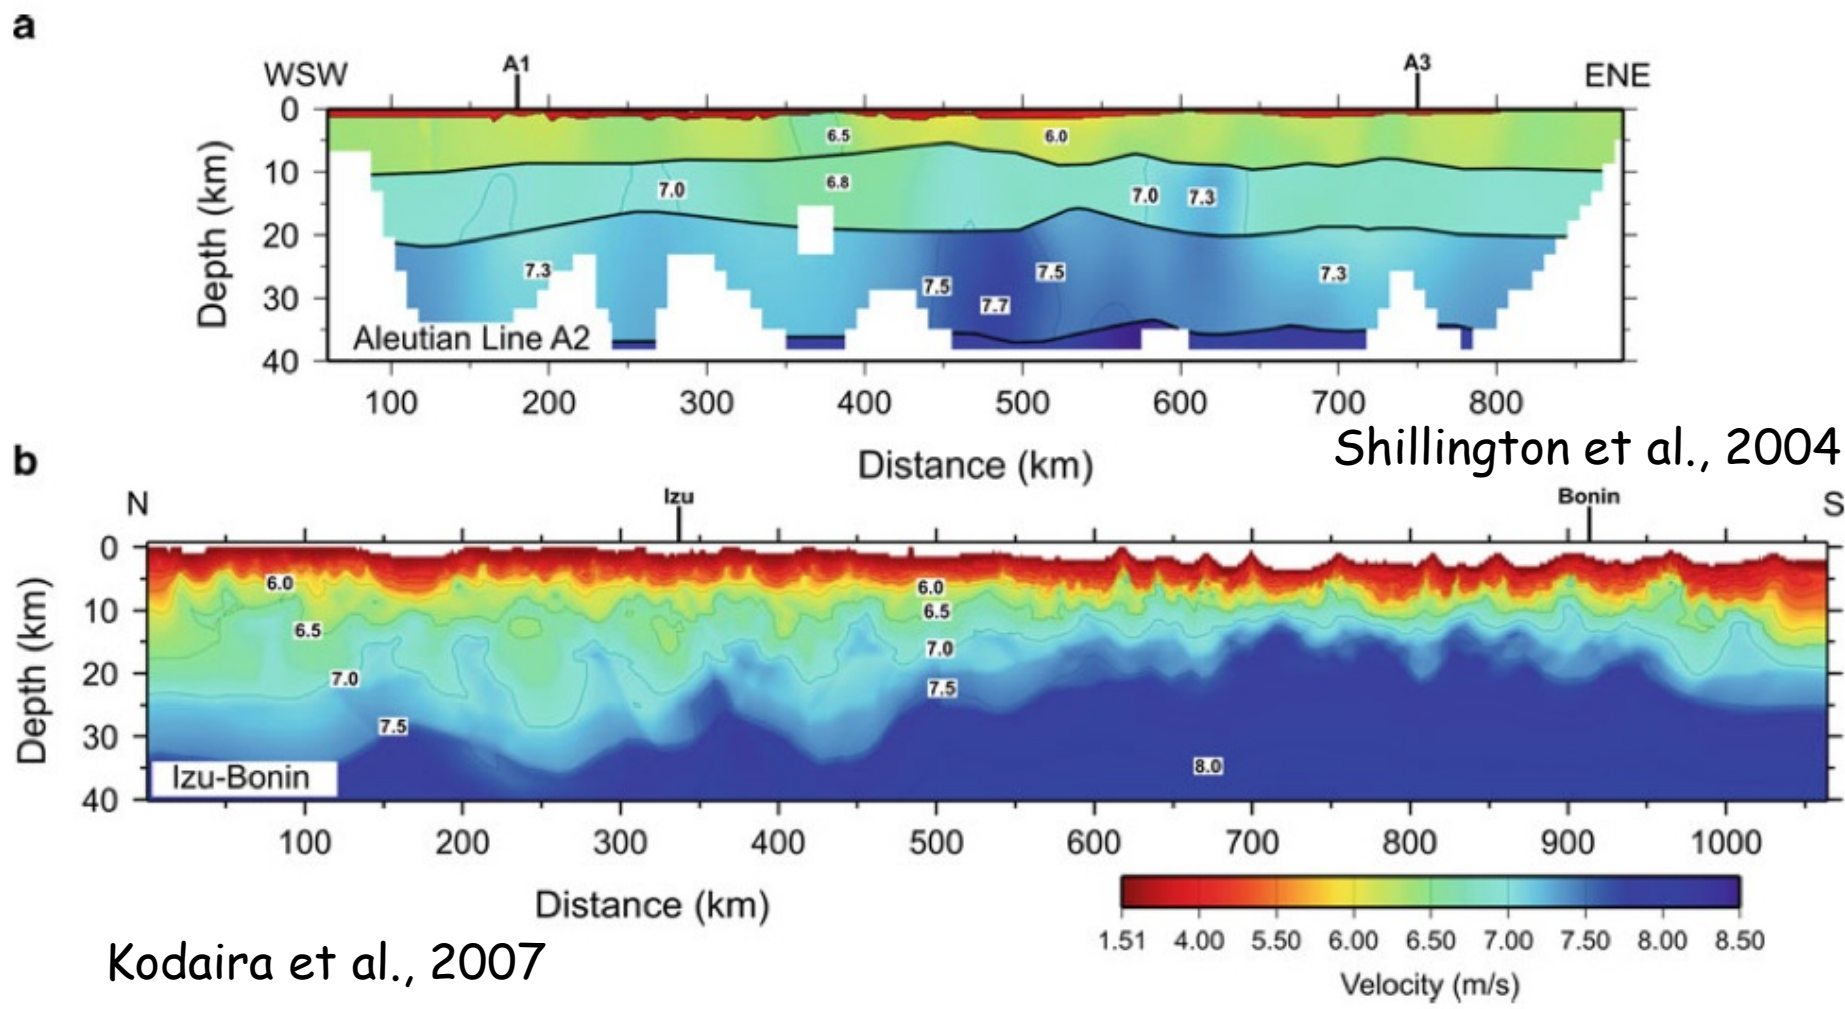 a
WSW A1 A3 ENE
0
6.5 6.0
10
7.0 6.8 7.0 7.3
20
7.3 7.5 7.5 7.3
30
7.7
Aleutian Line A2
40
Depth (km)
100 200 300 400 500 600 700 800
Distance (km)
Shillington et al., 2004
b
N Izu Bonin S
0
6.0 6.0
10
6.5 6.5
7.0
20
7.0 7.5
30
7.5
8.0
Izu-Bonin
40
Depth (km)
100 200 300 400 500 600 700 800 900 1000
Distance (km)
1.51 4.00 5.50 6.00 6.50 7.00 7.50 8.00 8.50
Velocity (m/s)
Kodaira et al., 2007